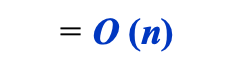 = O (n)